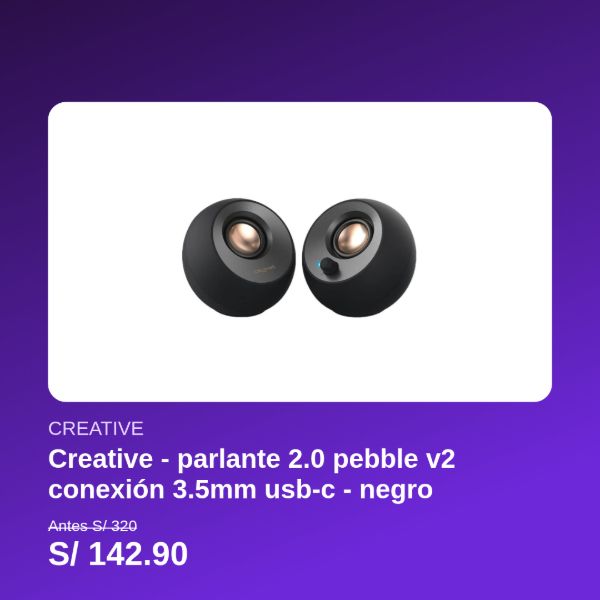 CREATIVE
Creative - parlante 2.0 pebble v2
conexión 3.5mm usb-c - negro
Antes S/ 320
S/ 142.90